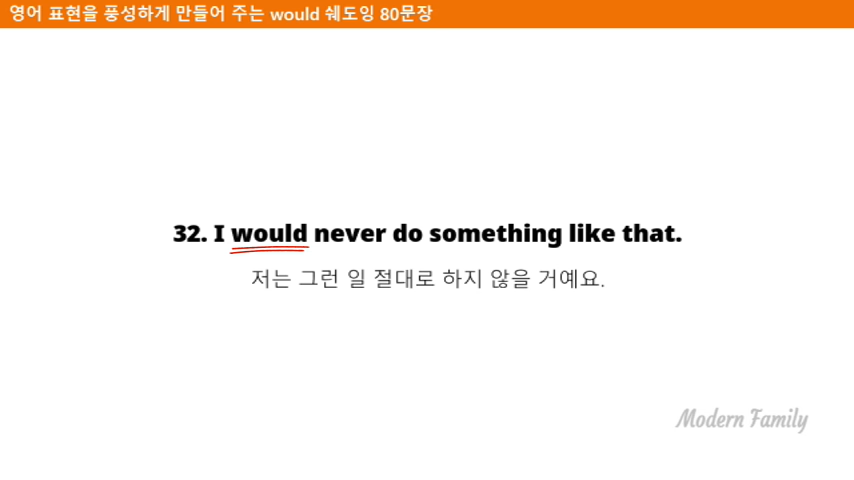 영어 표현을 풍성하게 만들어 주는 would 쉐도잉 80문장
32. I would never do something like that.
저는 그런 일 절대로 하지 않을 거예요.
Modern Family